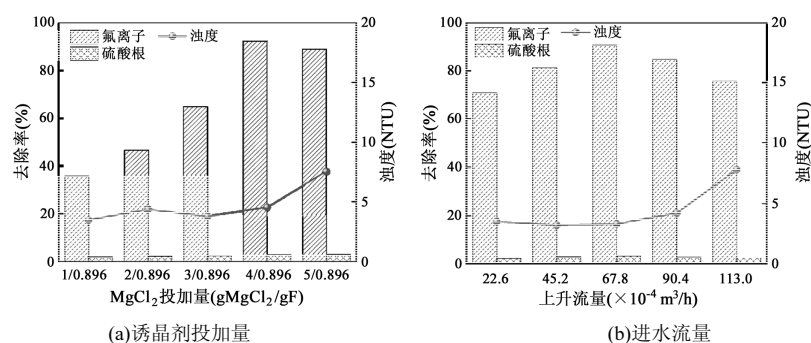 100
80
60
40
20
0
去除率(%)
氟离子
硫酸根
浊度
20
15
10
5
0
浊度(NTU)
1/0.896 2/0.896 3/0.896 4/0.896 5/0.896
MgCl2投加量(gMgCl2/gF)
(a)诱晶剂投加量
100
80
60
40
20
0
去除率(%)
氟离子
硫酸根
浊度
20
15
10
5
0
浊度(NTU)
22.6 45.2 67.8 90.4 113.0
上升流量(×10-4 m3/h)
(b)进水流量